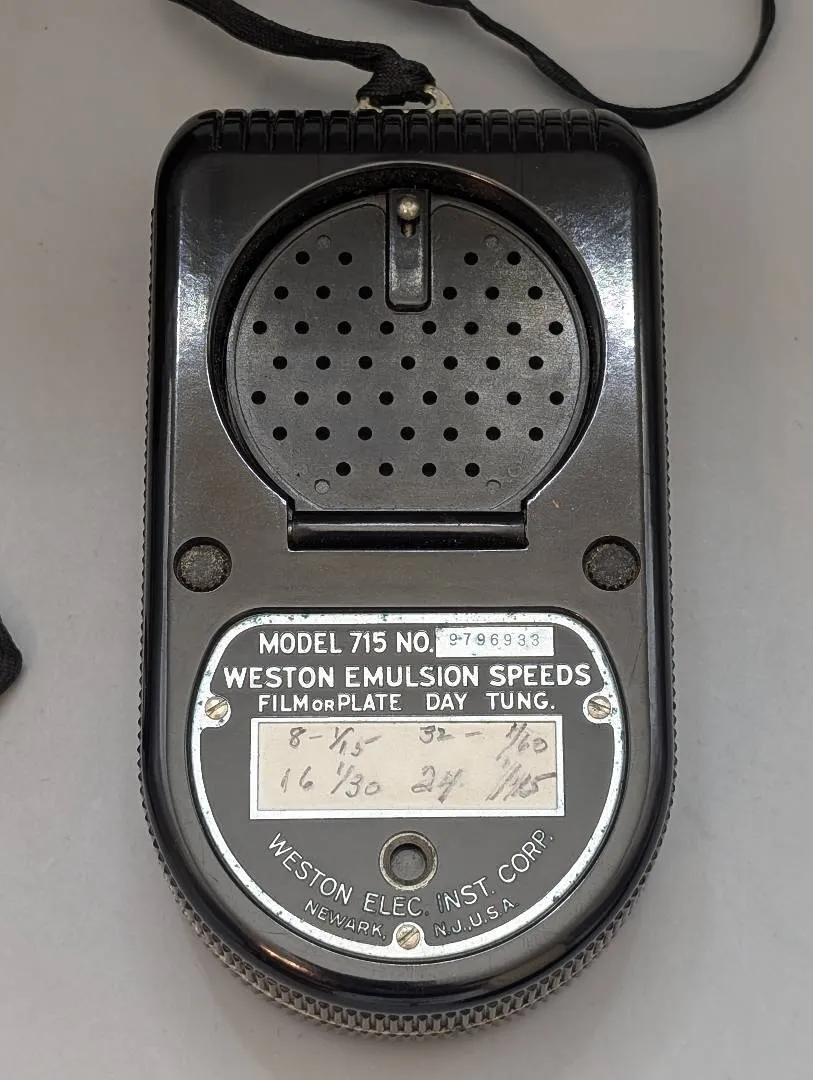 MODEL 715 NO. 9796933
WESTON EMULSION SPEEDS
FILM OR PLATE DAY TUNG.
8 - 1/15 32 - 1/60
16 1/30 24 1/45
WESTON ELEC. INST. CORP.
NEWARK, N.J., U.S.A.